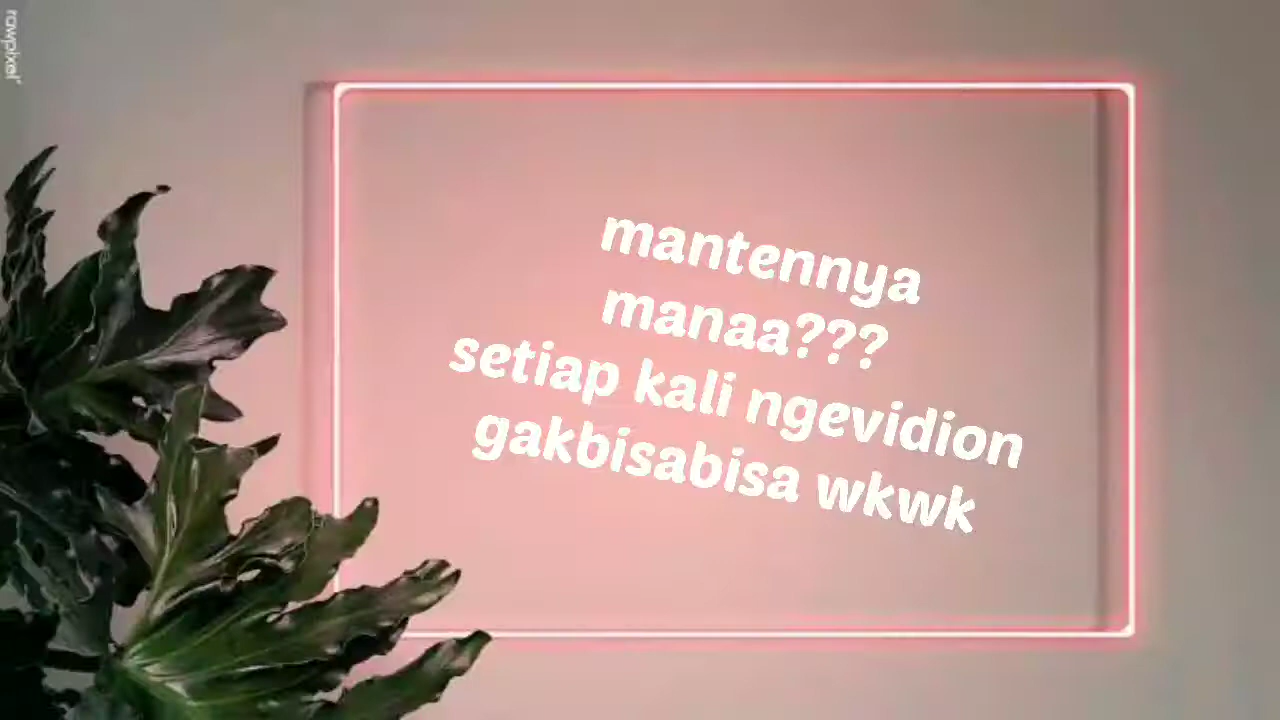 rawpixel
mantennya
manaa???
setiap kali ngevidion
gakbisabisa wkwk